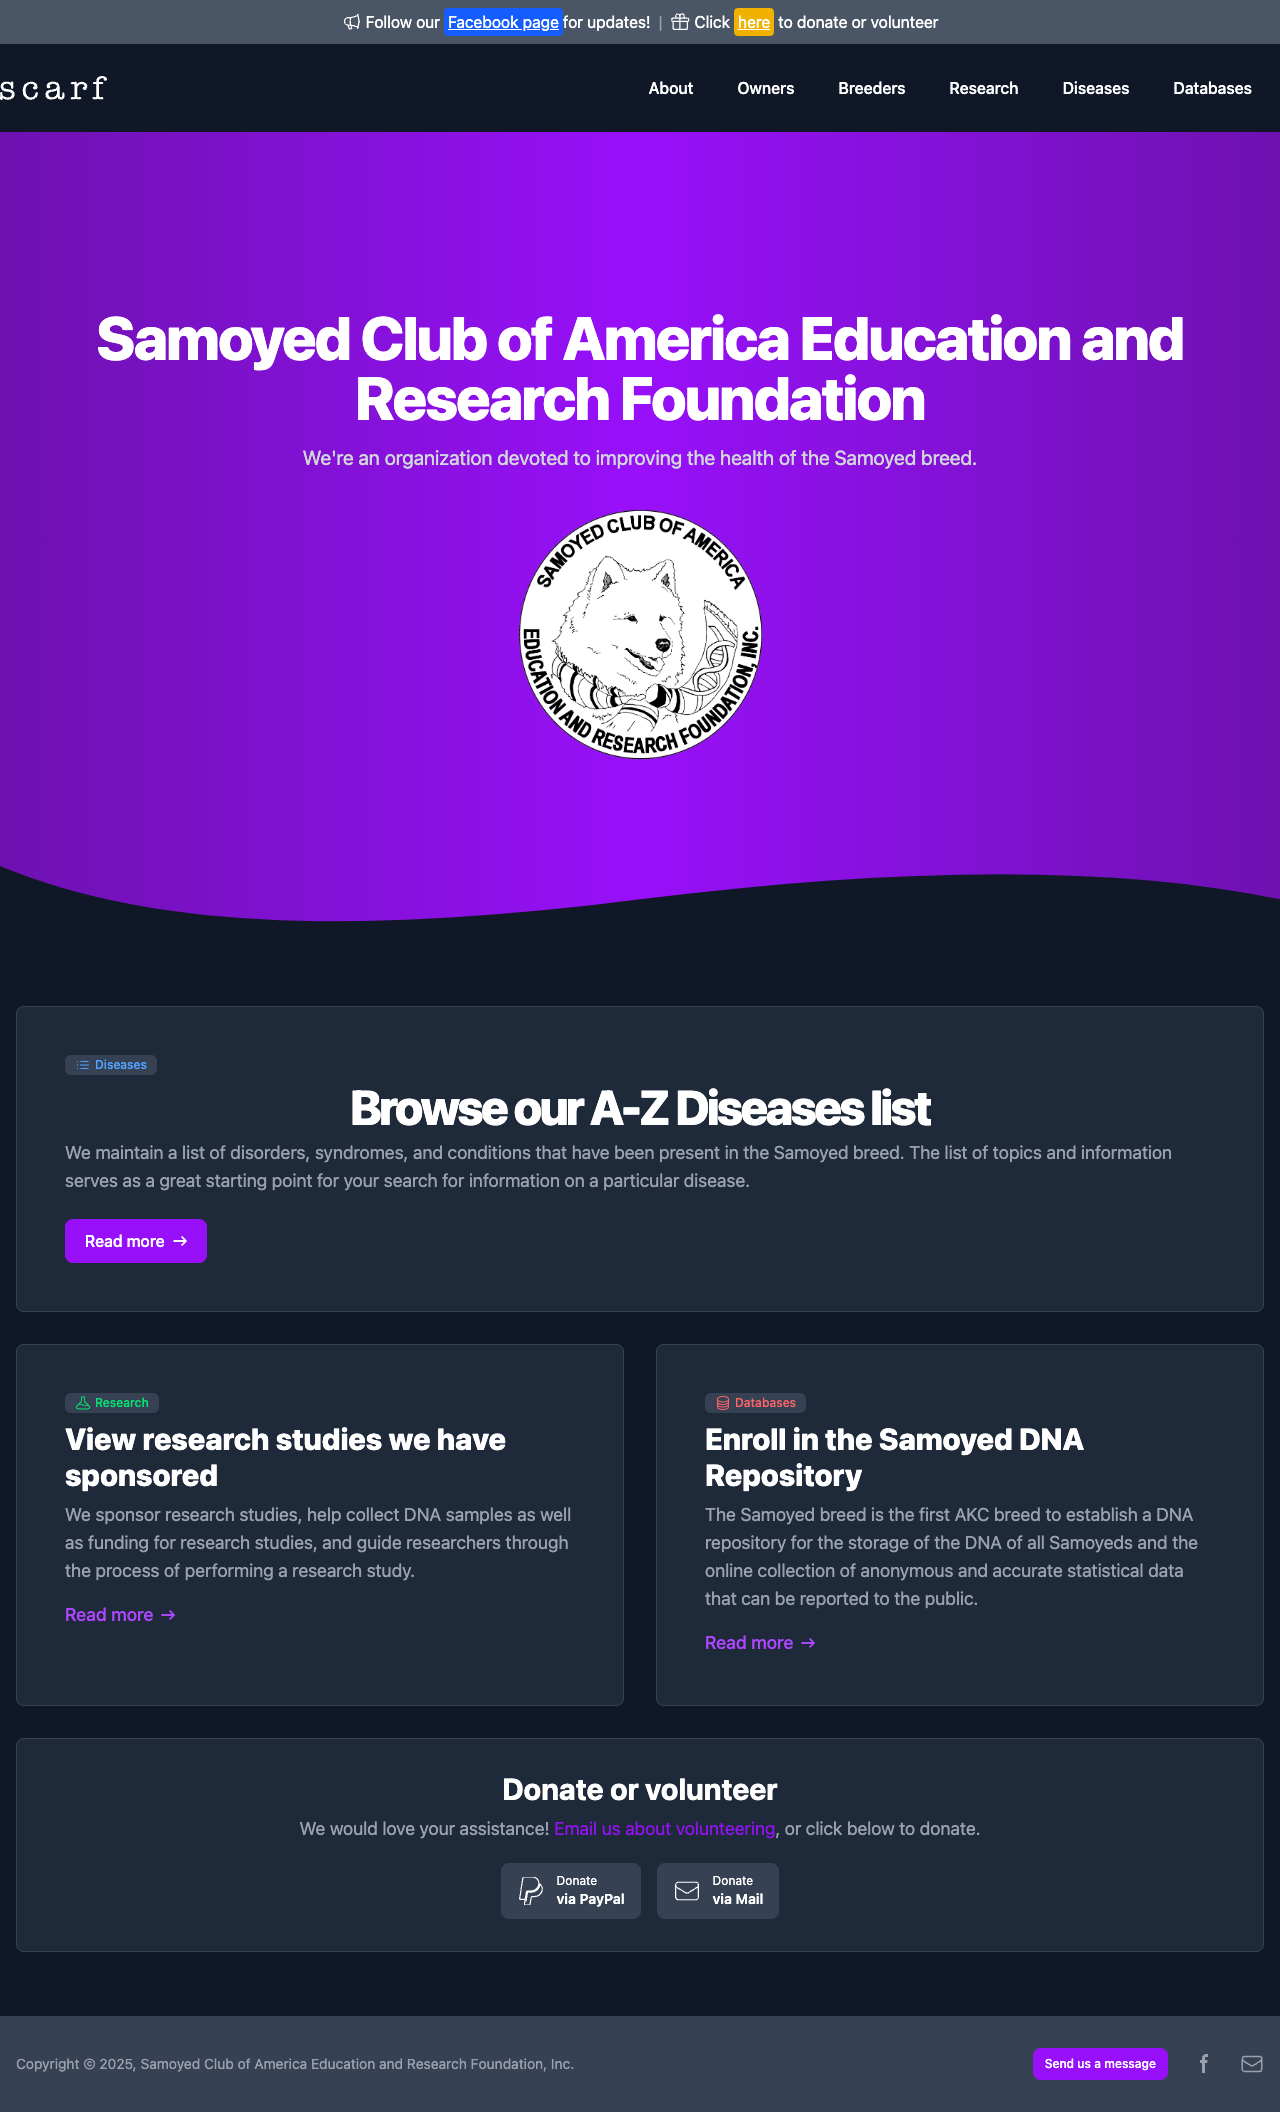 Follow our Facebook page for updates! | Click here to donate or volunteer
scarf
About Owners Breeders Research Diseases Databases
Samoyed Club of America Education and
Research Foundation
We're an organization devoted to improving the health of the Samoyed breed.
SAMOYED CLUB OF AMERICA
EDUCATION AND RESEARCH FOUNDATION, INC.
Diseases
Browse our A-Z Diseases list
We maintain a list of disorders, syndromes, and conditions that have been present in the Samoyed breed. The list of topics and information
serves as a great starting point for your search for information on a particular disease.
Read more →
Research
View research studies we have
sponsored
We sponsor research studies, help collect DNA samples as well
as funding for research studies, and guide researchers through
the process of performing a research study.
Read more →
Databases
Enroll in the Samoyed DNA
Repository
The Samoyed breed is the first AKC breed to establish a DNA
repository for the storage of the DNA of all Samoyeds and the
online collection of anonymous and accurate statistical data
that can be reported to the public.
Read more →
Donate or volunteer
We would love your assistance! Email us about volunteering, or click below to donate.
Donate
via PayPal
Donate
via Mail
Copyright © 2025, Samoyed Club of America Education and Research Foundation, Inc.
Send us a message